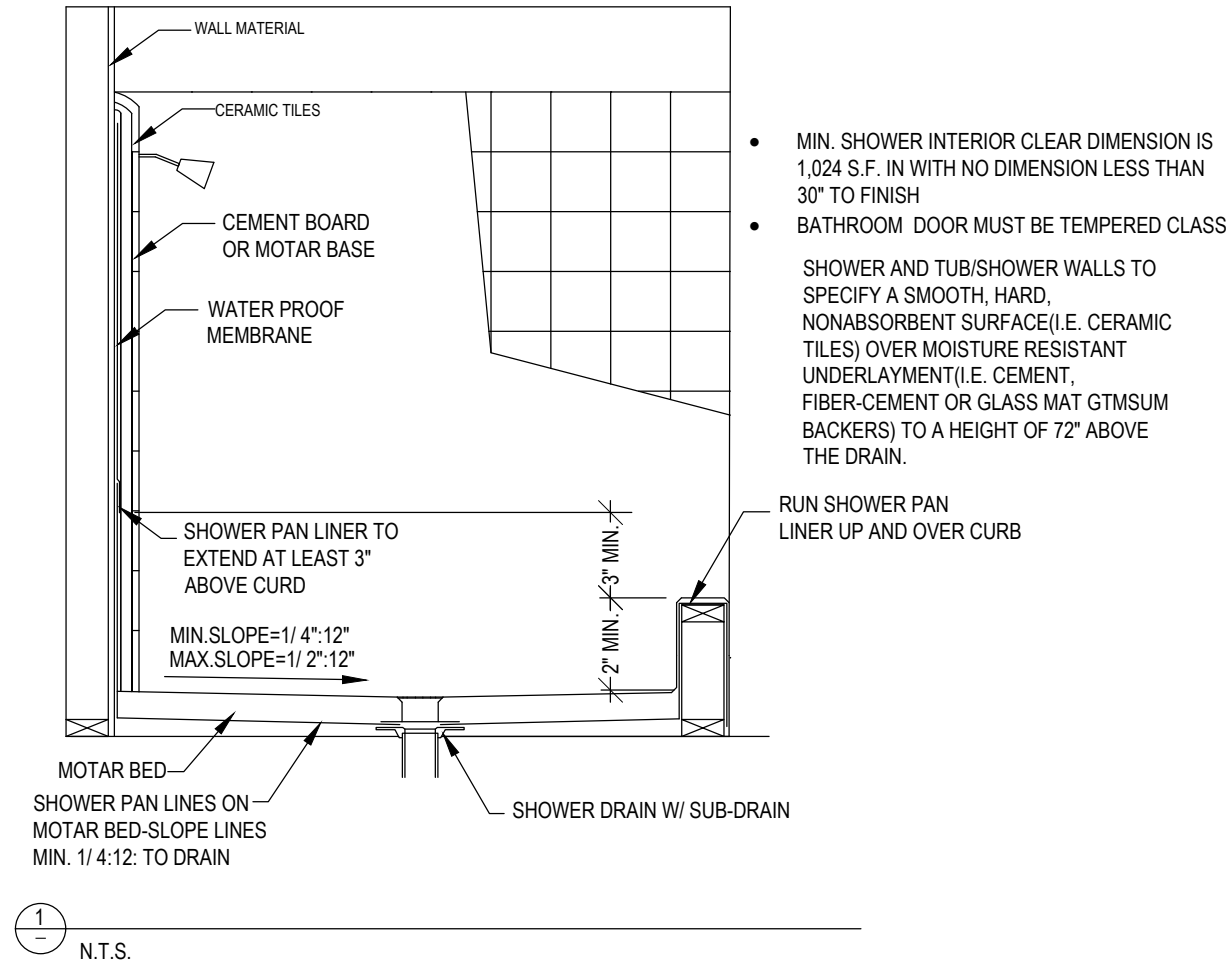 WALL MATERIAL
CERAMIC TILES
CEMENT BOARD
OR MOTAR BASE
WATER PROOF
MEMBRANE
SHOWER PAN LINER TO
EXTEND AT LEAST 3"
ABOVE CURD
MIN.SLOPE=1/ 4":12"
MAX.SLOPE=1/ 2":12"
3" MIN.
2" MIN.
• MIN. SHOWER INTERIOR CLEAR DIMENSION IS
1,024 S.F. IN WITH NO DIMENSION LESS THAN
30" TO FINISH
• BATHROOM DOOR MUST BE TEMPERED CLASS
SHOWER AND TUB/SHOWER WALLS TO
SPECIFY A SMOOTH, HARD,
NONABSORBENT SURFACE(I.E. CERAMIC
TILES) OVER MOISTURE RESISTANT
UNDERLAYMENT(I.E. CEMENT,
FIBER-CEMENT OR GLASS MAT GTMSUM
BACKERS) TO A HEIGHT OF 72" ABOVE
THE DRAIN.
RUN SHOWER PAN
LINER UP AND OVER CURB
MOTAR BED
SHOWER PAN LINES ON
MOTAR BED-SLOPE LINES
MIN. 1/ 4:12: TO DRAIN
SHOWER DRAIN W/ SUB-DRAIN
1
–
N.T.S.